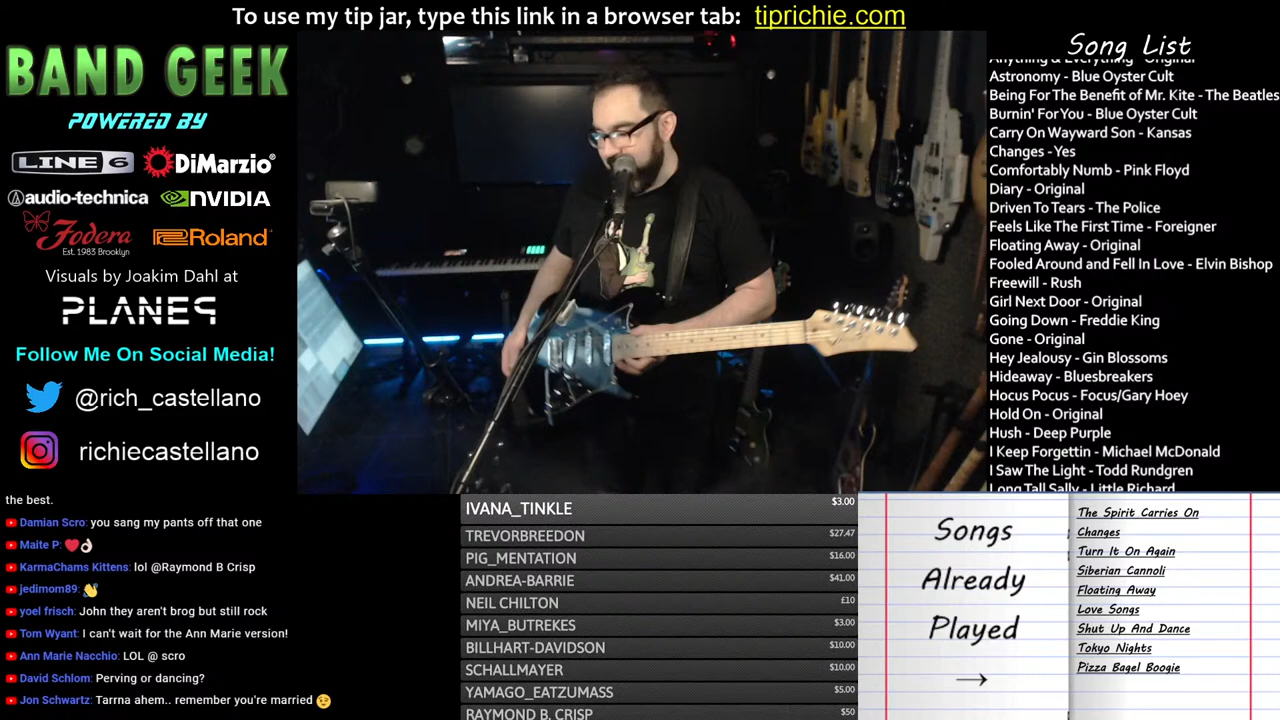 To use my tip jar, type this link in a browser tab: tiprichie.com
BAND GEEK
POWERED BY
LINE 6
DiMarzio®
audio-technica
NVIDIA
Fodera
Est. 1983 Brooklyn
Roland
Visuals by Joakim Dahl at
PLANE9
Follow Me On Social Media!
@rich_castellano
richiecastellano
the best.
Damian Scro: you sang my pants off that one
Maite P: ❤️👌🏻
KarmaChams Kittens: lol @Raymond B Crisp
jedimom89: 👏
yoel frisch: John they aren't brog but still rock
Tom Wyant: I can't wait for the Ann Marie version!
Ann Marie Nacchio: LOL @ scro
David Schlom: Perving or dancing?
Jon Schwartz: Tarrna ahem.. remember you're married 😉
IVANA_TINKLE $3.00
TREVORBREEDON $27.47
PIG_MENTATION $16.00
ANDREA-BARRIE $41.00
NEIL CHILTON £10
MIYA_BUTREKES $3.00
BILLHART-DAVIDSON $10.00
SCHALLMAYER $10.00
YAMAGO_EATZUMASS $5.00
RAYMOND B. CRISP $50
Song List
Anything & Everything - Original
Astronomy - Blue Oyster Cult
Being For The Benefit of Mr. Kite - The Beatles
Burnin' For You - Blue Oyster Cult
Carry On Wayward Son - Kansas
Changes - Yes
Comfortably Numb - Pink Floyd
Diary - Original
Driven To Tears - The Police
Feels Like The First Time - Foreigner
Floating Away - Original
Fooled Around and Fell In Love - Elvin Bishop
Freewill - Rush
Girl Next Door - Original
Going Down - Freddie King
Gone - Original
Hey Jealousy - Gin Blossoms
Hideaway - Bluesbreakers
Hocus Pocus - Focus/Gary Hoey
Hold On - Original
Hush - Deep Purple
I Keep Forgettin - Michael McDonald
I Saw The Light - Todd Rundgren
Long Tall Sally - Little Richard
Songs
Already
Played
→
The Spirit Carries On
Changes
Turn It On Again
Siberian Cannoli
Floating Away
Love Songs
Shut Up And Dance
Tokyo Nights
Pizza Bagel Boogie